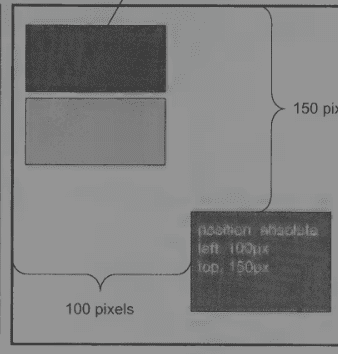 150 pix
position absolute
left 100px
top 150px
100 pixels